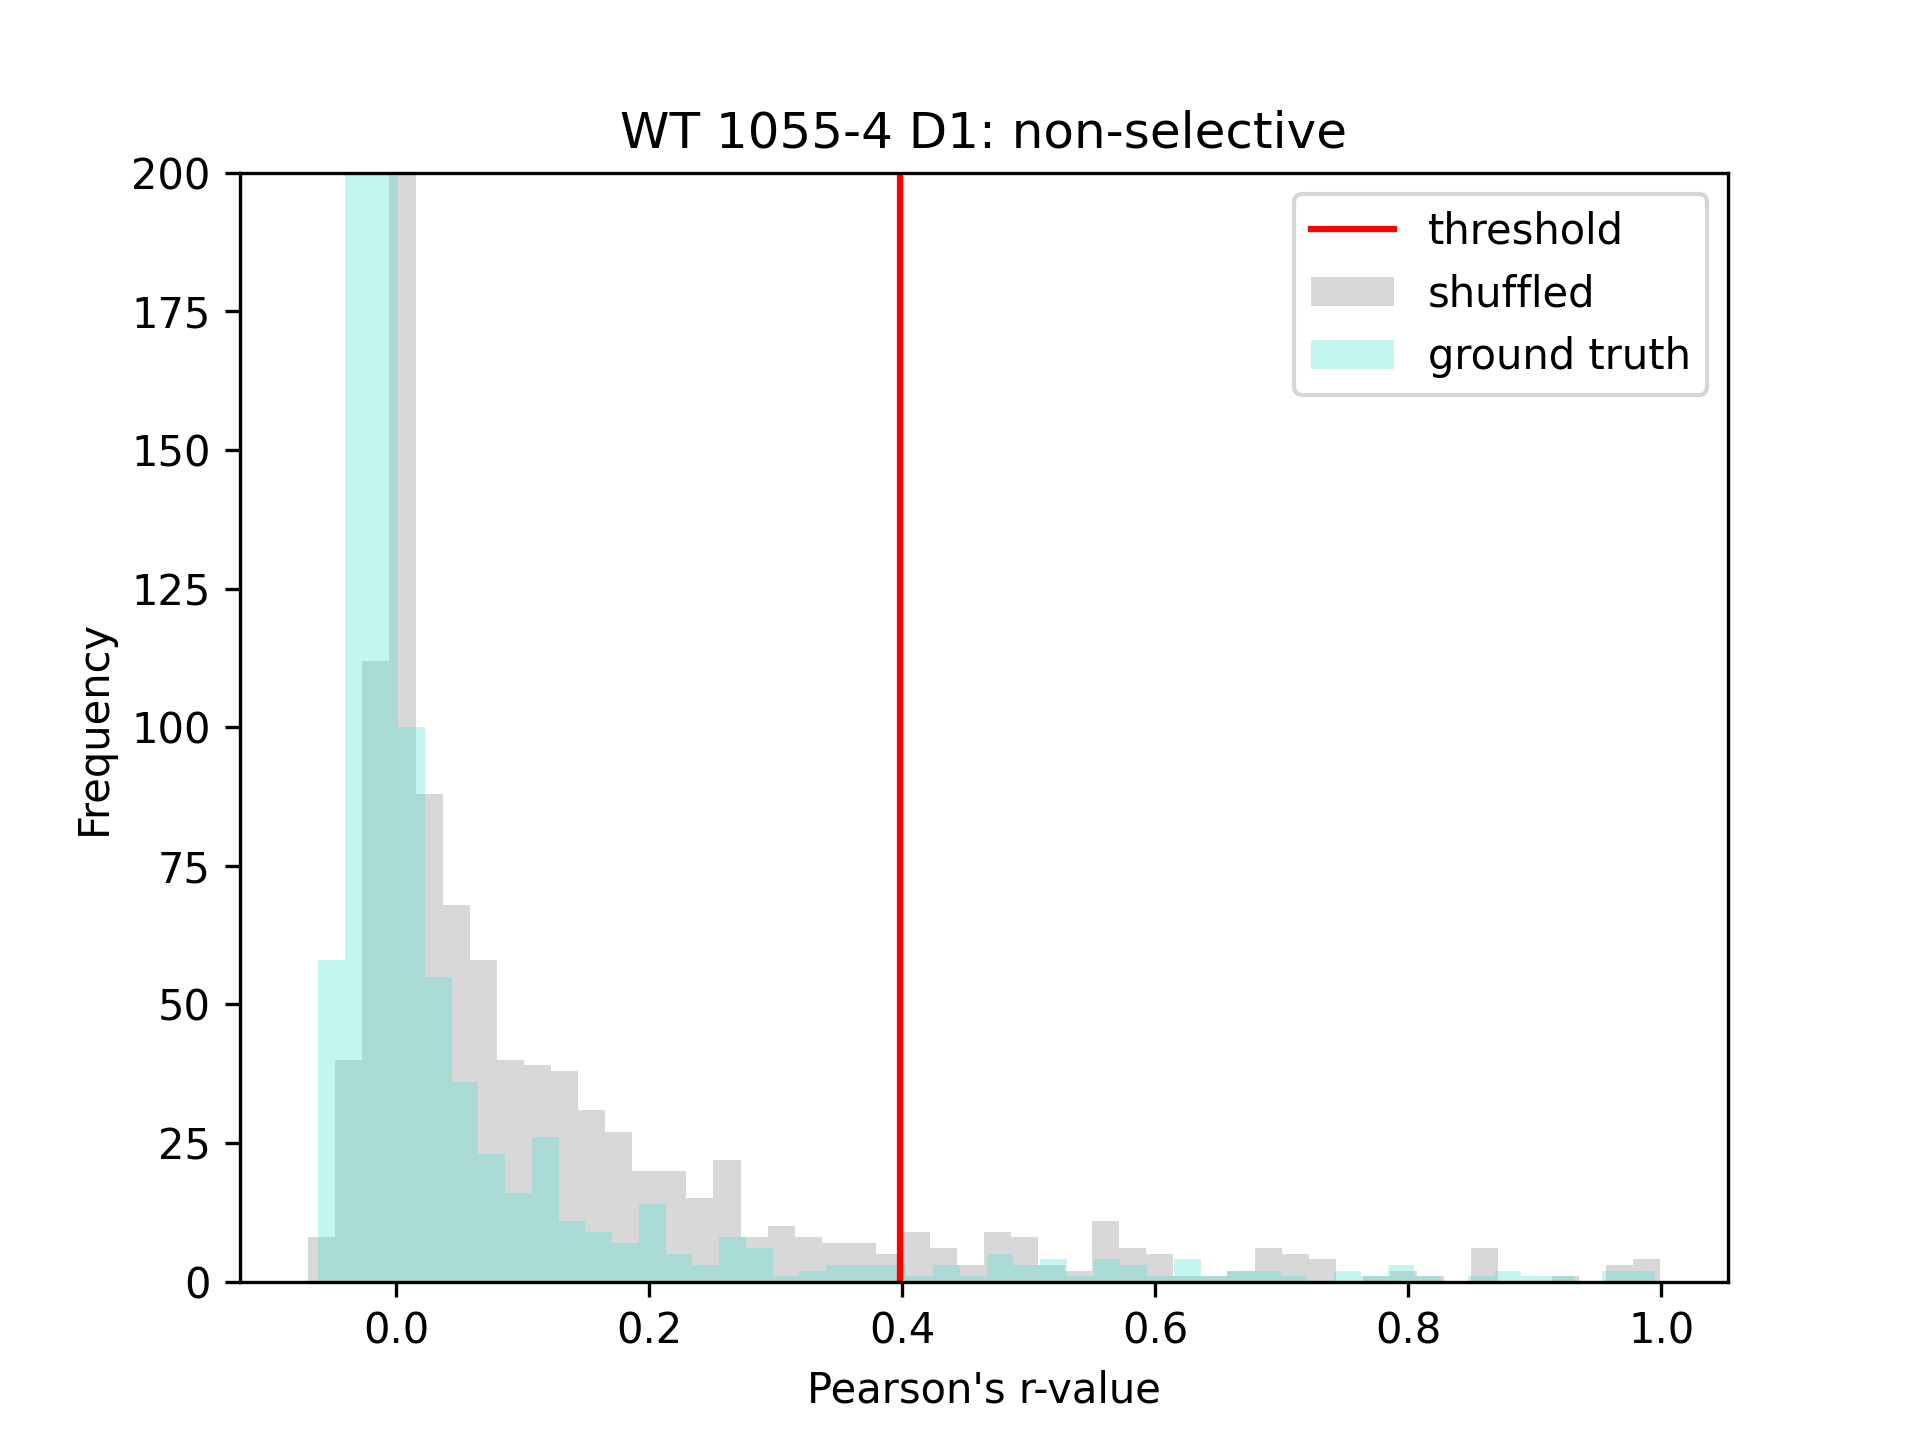 WT 1055-4 D1: non-selective
threshold
shuffled
ground truth
200
175
150
125
100
75
50
25
0
Frequency
0.0 0.2 0.4 0.6 0.8 1.0
Pearson's r-value